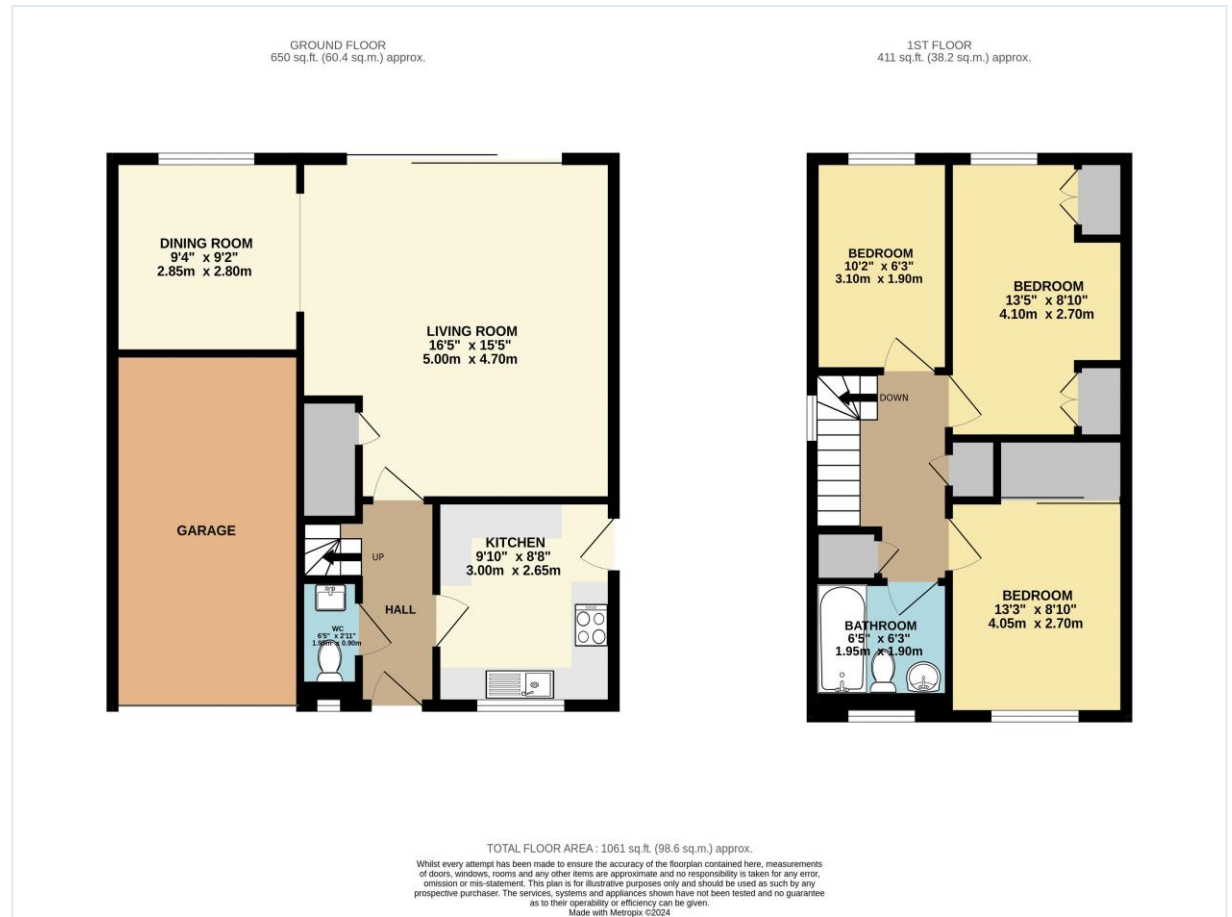 GROUND FLOOR
650 sq.ft. (60.4 sq.m.) approx.
1ST FLOOR
411 sq.ft. (38.2 sq.m.) approx.
DINING ROOM
9'4" x 9'2"
2.85m x 2.80m
LIVING ROOM
16'5" x 15'5"
5.00m x 4.70m
GARAGE
UP
HALL
KITCHEN
9'10" x 8'8"
3.00m x 2.65m
WC
6'5" x 2'11"
1.95m x 0.90m
BEDROOM
10'2" x 6'3"
3.10m x 1.90m
BEDROOM
13'5" x 8'10"
4.10m x 2.70m
DOWN
BEDROOM
13'3" x 8'10"
4.05m x 2.70m
BATHROOM
6'5" x 6'3"
1.95m x 1.90m
TOTAL FLOOR AREA : 1061 sq.ft. (98.6 sq.m.) approx.
Whilst every attempt has been made to ensure the accuracy of the floorplan contained here, measurements
of doors, windows, rooms and any other items are approximate and no responsibility is taken for any error,
omission or mis-statement. This plan is for illustrative purposes only and should be used as such by any
prospective purchaser. The services, systems and appliances shown have not been tested and no guarantee
as to their operability or efficiency can be given.
Made with Metropix ©2024